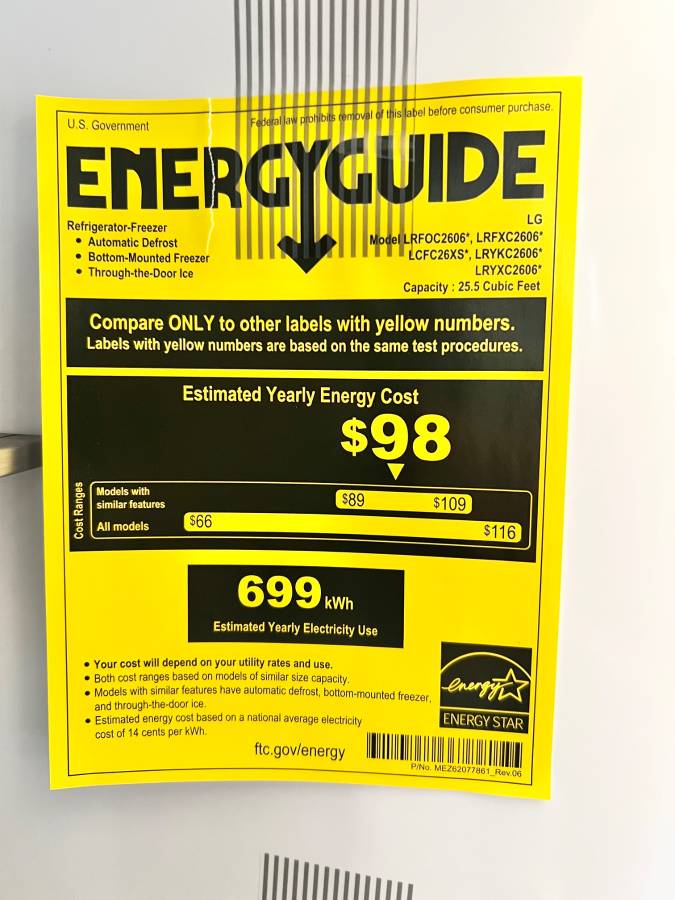 U.S. Government
Federal law prohibits removal of this label before consumer purchase.
ENERGYGUIDE
Refrigerator-Freezer
• Automatic Defrost
• Bottom-Mounted Freezer
• Through-the-Door Ice
LG
Model LRFOC2606*, LRFXC2606*
LCFC26XS*, LRYKC2606*
LRYXC2606*
Capacity : 25.5 Cubic Feet
Compare ONLY to other labels with yellow numbers.
Labels with yellow numbers are based on the same test procedures.
Estimated Yearly Energy Cost
$98
Cost Ranges
Models with
similar features
$89 $109
All models
$66 $116
699 kWh
Estimated Yearly Electricity Use
• Your cost will depend on your utility rates and use.
• Both cost ranges based on models of similar size capacity.
• Models with similar features have automatic defrost, bottom-mounted freezer,
and through-the-door ice.
• Estimated energy cost based on a national average electricity
cost of 14 cents per kWh.
ftc.gov/energy
energy
ENERGY STAR
P/No. MEZ62077861_Rev.06